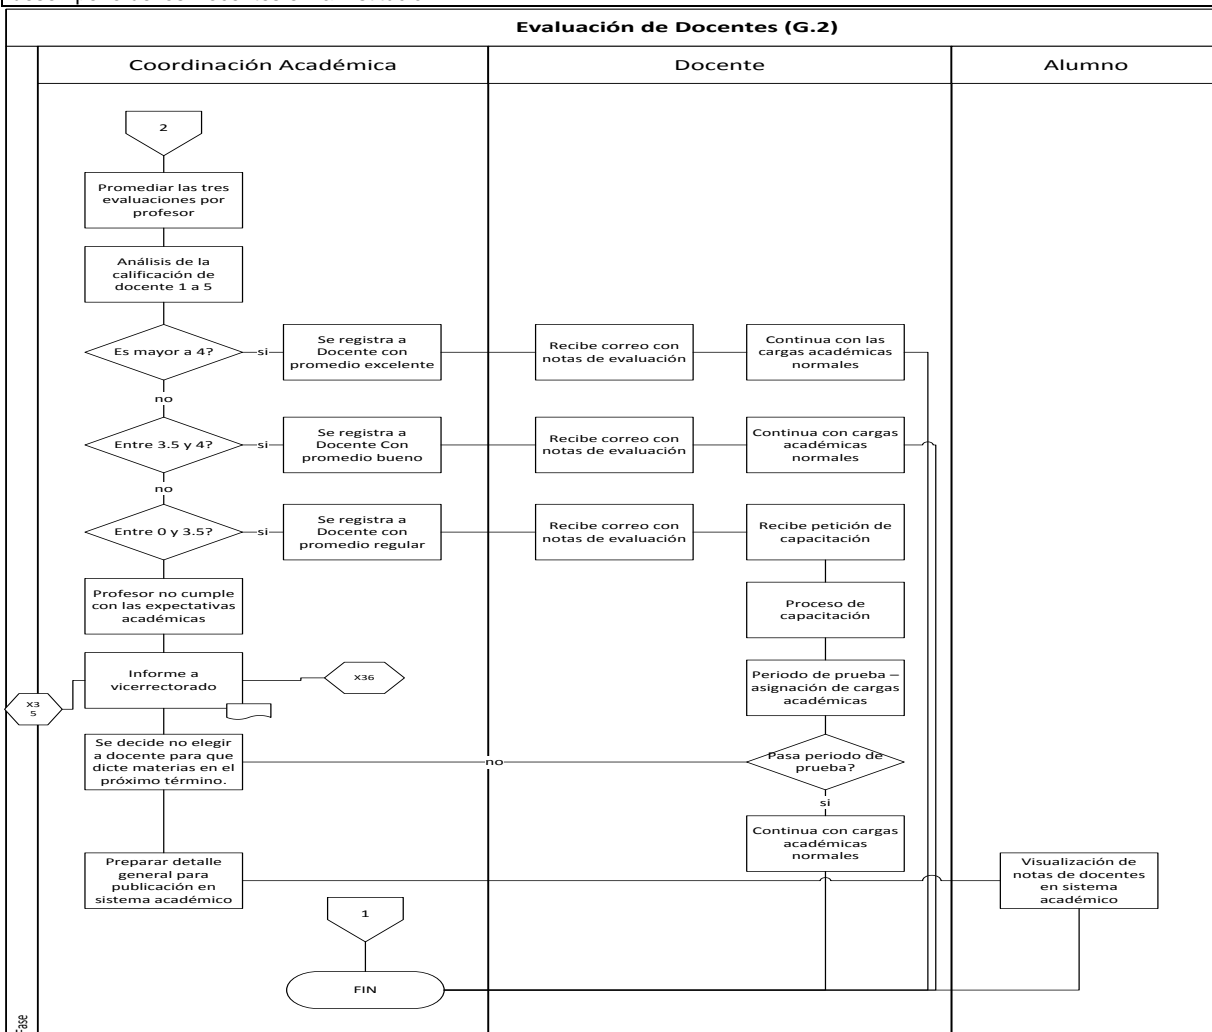 Evaluación de Docentes (G.2)
Coordinación Académica
Docente
Alumno
2
Promediar las tres
evaluaciones por
profesor
Análisis de la
calificación de
docente 1 a 5
Es mayor a 4?
si
Se registra a
Docente con
promedio excelente
Recibe correo con
notas de evaluación
Continua con las
cargas académicas
normales
no
Entre 3.5 y 4?
si
Se registra a
Docente Con
promedio bueno
Recibe correo con
notas de evaluación
Continua con cargas
académicas
normales
no
Entre 0 y 3.5?
si
Se registra a
Docente con
promedio regular
Recibe correo con
notas de evaluación
Recibe petición de
capacitación
Profesor no cumple
con las expectativas
académicas
Proceso de
capacitación
Informe a
vicerrectorado
X36
X3
5
Periodo de prueba –
asignación de cargas
académicas
Se decide no elegir
a docente para que
dicte materias en el
próximo término.
no
Pasa periodo de
prueba?
si
Continua con cargas
académicas
normales
Preparar detalle
general para
publicación en
sistema académico
Visualización de
notas de docentes
en sistema
académico
1
FIN
Fase